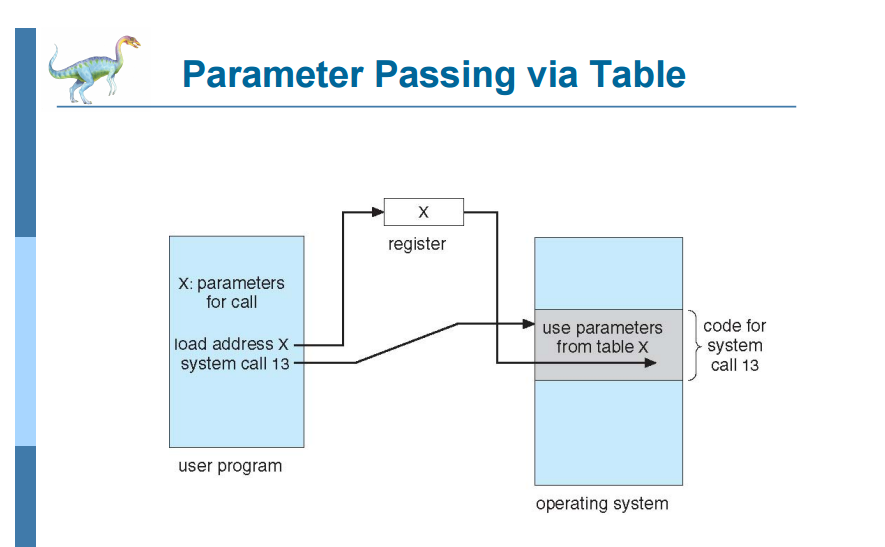 Parameter Passing via Table
X
register
X: parameters
for call
load address X
system call 13
user program
use parameters
from table X
code for
system
call 13
operating system